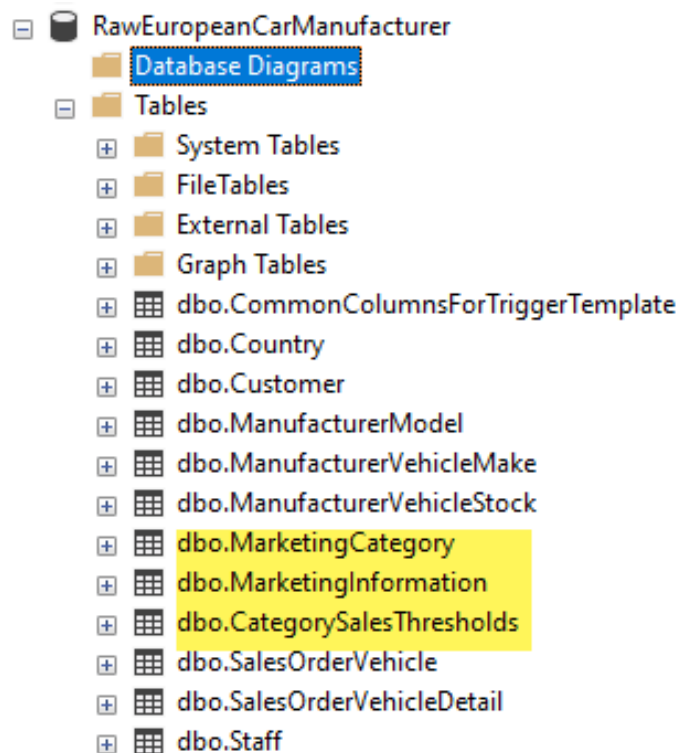 RawEuropeanCarManufacturer
Database Diagrams
Tables
System Tables
FileTables
External Tables
Graph Tables
dbo.CommonColumnsForTriggerTemplate
dbo.Country
dbo.Customer
dbo.ManufacturerModel
dbo.ManufacturerVehicleMake
dbo.ManufacturerVehicleStock
dbo.MarketingCategory
dbo.MarketingInformation
dbo.CategorySalesThresholds
dbo.SalesOrderVehicle
dbo.SalesOrderVehicleDetail
dbo.Staff